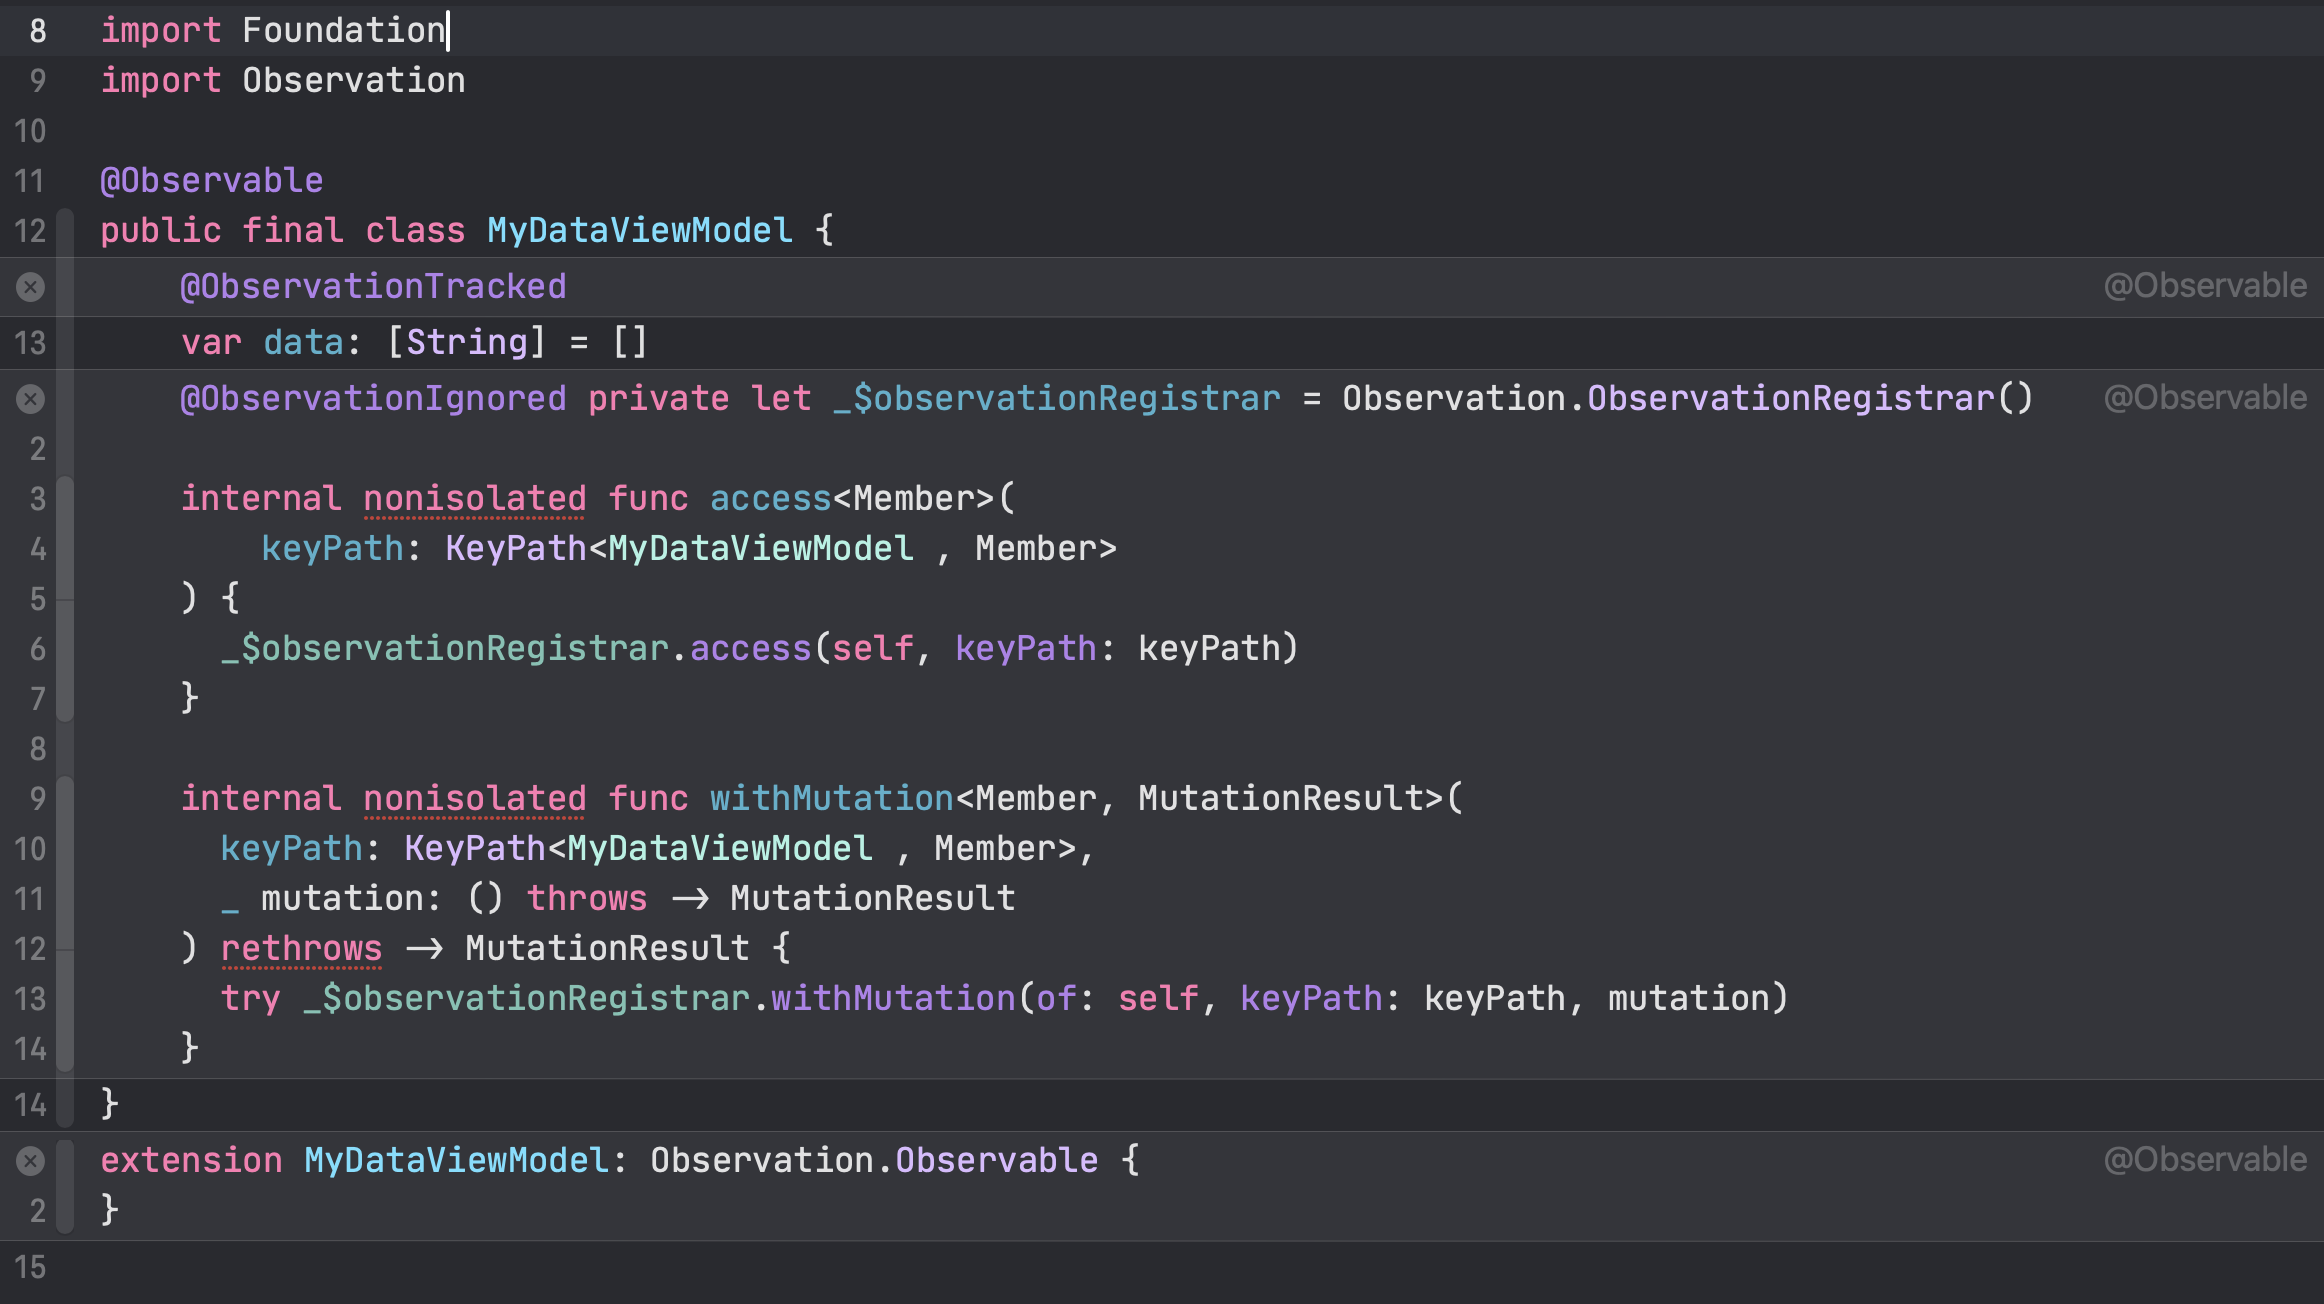 8 import Foundation
9 import Observation
10
11 @Observable
12 public final class MyDataViewModel {
@ObservationTracked @Observable
13 var data: [String] = []
@ObservationIgnored private let _$observationRegistrar = Observation.ObservationRegistrar() @Observable
2
3 internal nonisolated func access<Member>(
4 keyPath: KeyPath<MyDataViewModel , Member>
5 ) {
6 _$observationRegistrar.access(self, keyPath: keyPath)
7 }
8
9 internal nonisolated func withMutation<Member, MutationResult>(
10 keyPath: KeyPath<MyDataViewModel , Member>,
11 _ mutation: () throws -> MutationResult
12 ) rethrows -> MutationResult {
13 try _$observationRegistrar.withMutation(of: self, keyPath: keyPath, mutation)
14 }
14 }
extension MyDataViewModel: Observation.Observable { @Observable
2 }
15